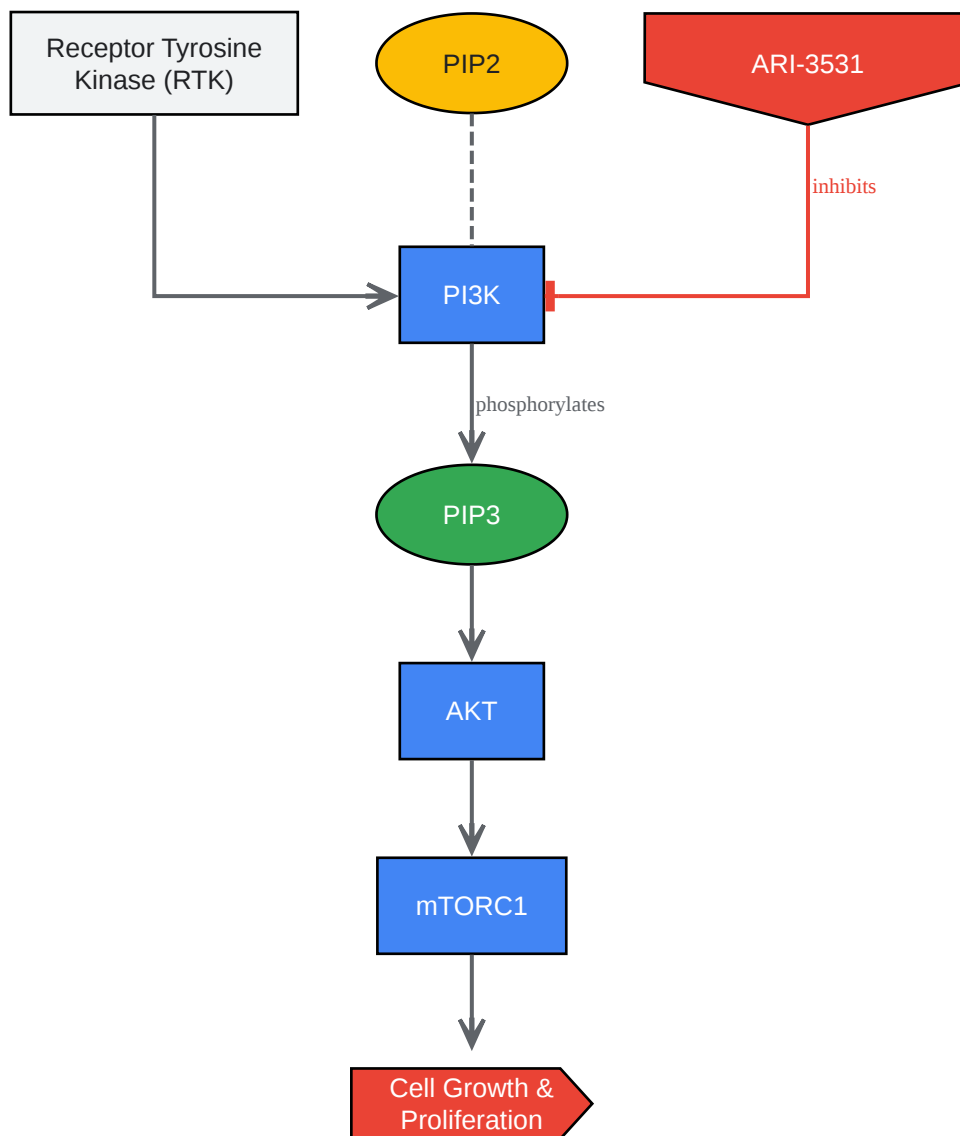 Receptor Tyrosine
Kinase (RTK)
PIP2
ARI-3531
inhibits
PI3K
phosphorylates
PIP3
AKT
mTORC1
Cell Growth &
Proliferation